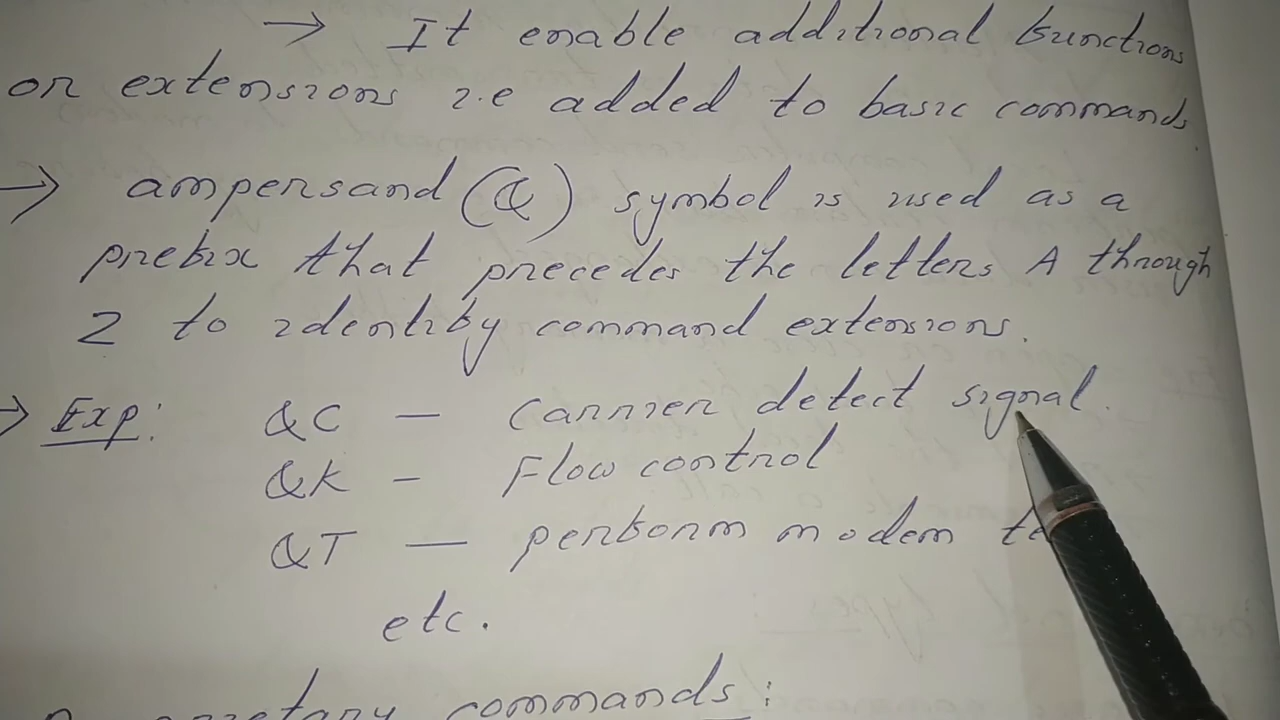 → It enable additional functions
or extensions i.e added to basic commands
→ ampersand (&) symbol is used as a
prefix that precedes the letters A through
Z to identify command extensions.
→ Exp: &C — carrier detect signal.
&K - Flow control
&T — perform modem
etc.
commands: